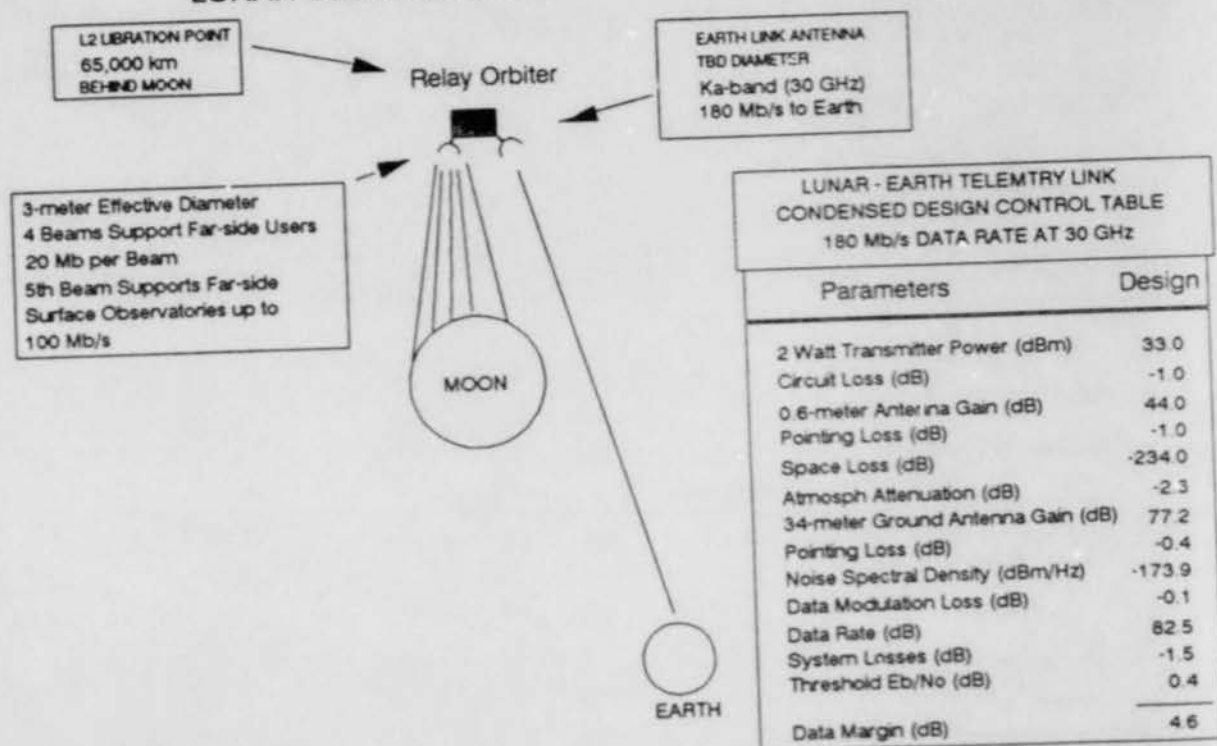 L2 LIBRATION POINT
65,000 km
BEHIND MOON
Relay Orbiter
EARTH LINK ANTENNA
TBD DIAMETER
Ka-band (30 GHz)
180 Mb/s to Earth
3-meter Effective Diameter
4 Beams Support Far-side Users
20 Mb per Beam
5th Beam Supports Far-side
Surface Observatories up to
100 Mb/s
MOON
EARTH
LUNAR - EARTH TELEMTRY LINK
CONDENSED DESIGN CONTROL TABLE
180 Mb/s DATA RATE AT 30 GHz
Parameters Design
2 Watt Transmitter Power (dBm) 33.0
Circuit Loss (dB) -1.0
0.6-meter Antenna Gain (dB) 44.0
Pointing Loss (dB) -1.0
Space Loss (dB) -234.0
Atmosph Attenuation (dB) -2.3
34-meter Ground Antenna Gain (dB) 77.2
Pointing Loss (dB) -0.4
Noise Spectral Density (dBm/Hz) -173.9
Data Modulation Loss (dB) -0.1
Data Rate (dB) 82.5
System Losses (dB) -1.5
Threshold Eb/No (dB) 0.4
Data Margin (dB) 4.6